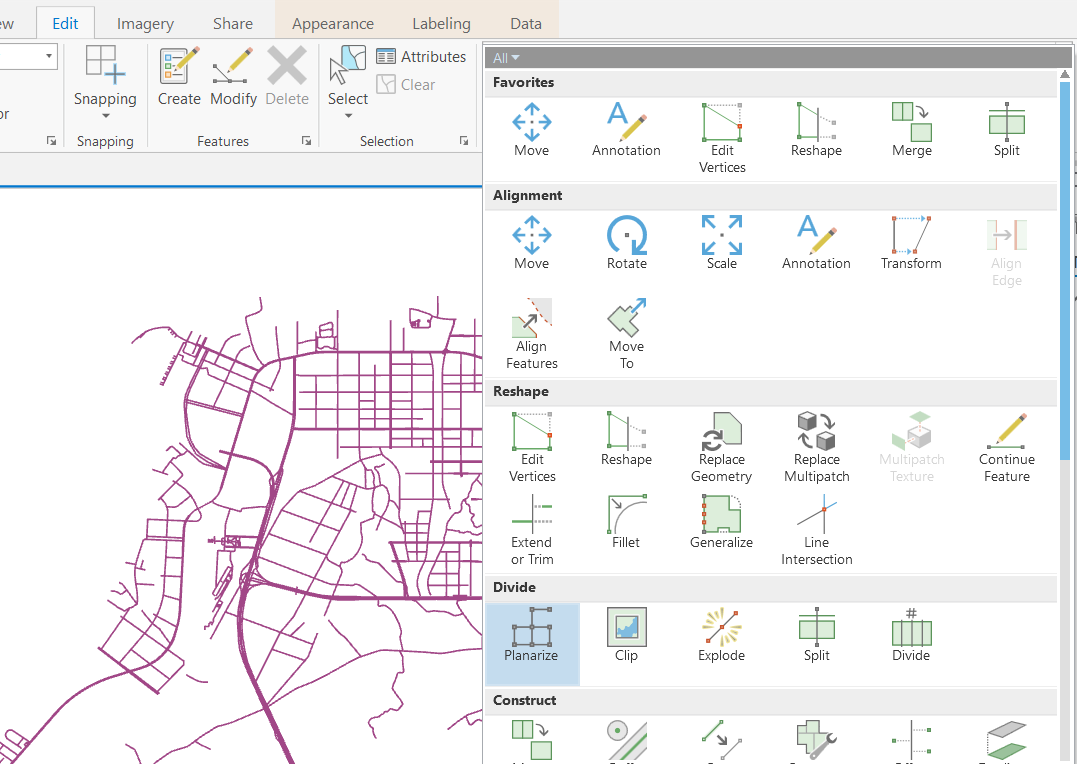 ew Edit Imagery Share Appearance Labeling Data
Snapping
Create Modify Delete
Select
Attributes
Clear
or
Snapping Features Selection
All
Favorites
Move Annotation Edit Vertices Reshape Merge Split
Alignment
Move Rotate Scale Annotation Transform Align Edge
Align Features Move To
Reshape
Edit Vertices Reshape Replace Geometry Replace Multipatch Multipatch Texture Continue Feature
Extend or Trim Fillet Generalize Line Intersection
Divide
Planarize Clip Explode Split Divide
#
Construct